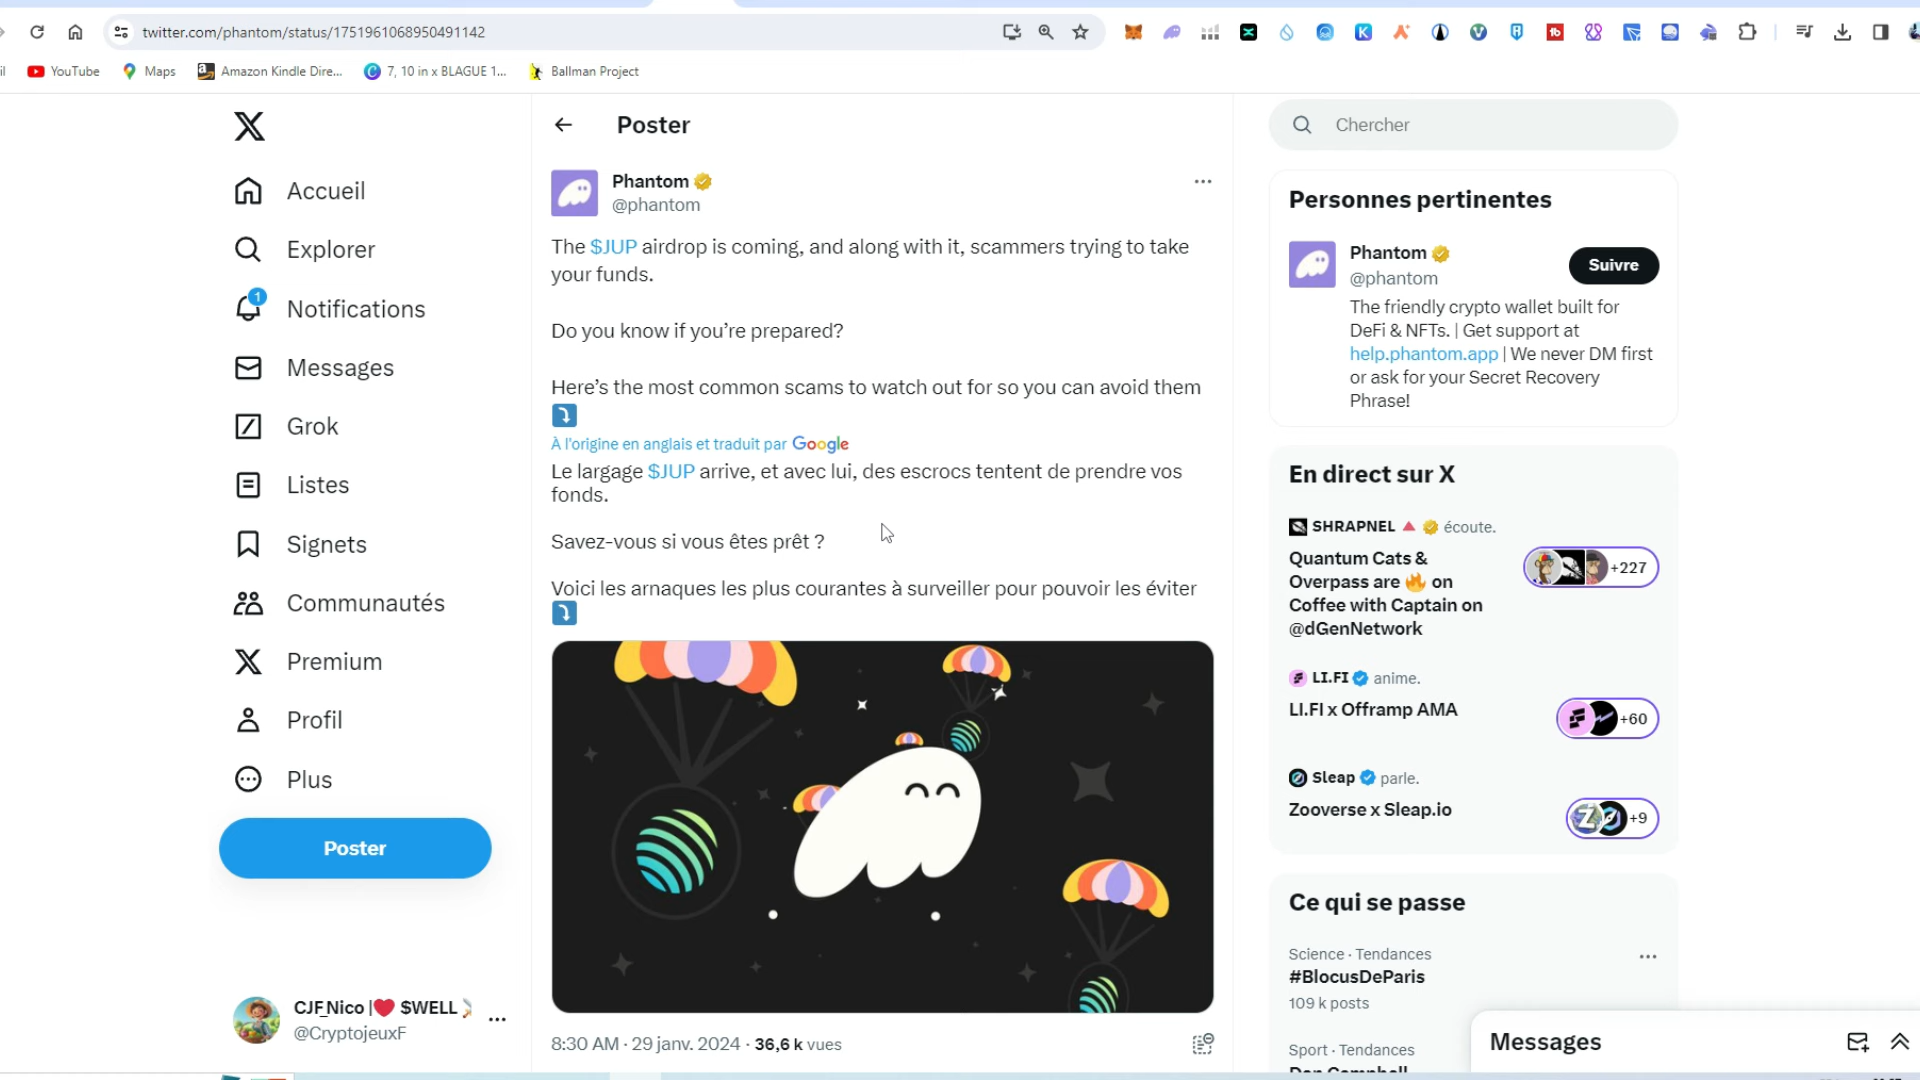 twitter.com/phantom/status/1751961068950491142
YouTube
Maps
Amazon Kindle Dire...
7, 10 in x BLAGUE 1...
Ballman Project
Accueil
Explorer
1
Notifications
Messages
Grok
Listes
Signets
Communautés
Premium
Profil
Plus
Poster
CJF_Nico |❤️ $WELL
@CryptojeuxF
Poster
Phantom
@phantom
The $JUP airdrop is coming, and along with it, scammers trying to take
your funds.
Do you know if you’re prepared?
Here’s the most common scams to watch out for so you can avoid them
⤵️
À l'origine en anglais et traduit par Google
Le largage $JUP arrive, et avec lui, des escrocs tentent de prendre vos
fonds.
Savez-vous si vous êtes prêt ?
Voici les arnaques les plus courantes à surveiller pour pouvoir les éviter
⤵️
8:30 AM · 29 janv. 2024 · 36,6 k vues
Chercher
Personnes pertinentes
Phantom
@phantom
Suivre
The friendly crypto wallet built for
DeFi & NFTs. | Get support at
help.phantom.app | We never DM first
or ask for your Secret Recovery
Phrase!
En direct sur X
SHRAPNEL 🔺 écoute.
Quantum Cats &
Overpass are 🔥 on
Coffee with Captain on
@dGenNetwork
+227
LI.FI anime.
LI.FI x Offramp AMA
+60
Sleap parle.
Zooverse x Sleap.io
+9
Ce qui se passe
Science · Tendances
#BlocusDeParis
109 k posts
Sport · Tendances
Messages